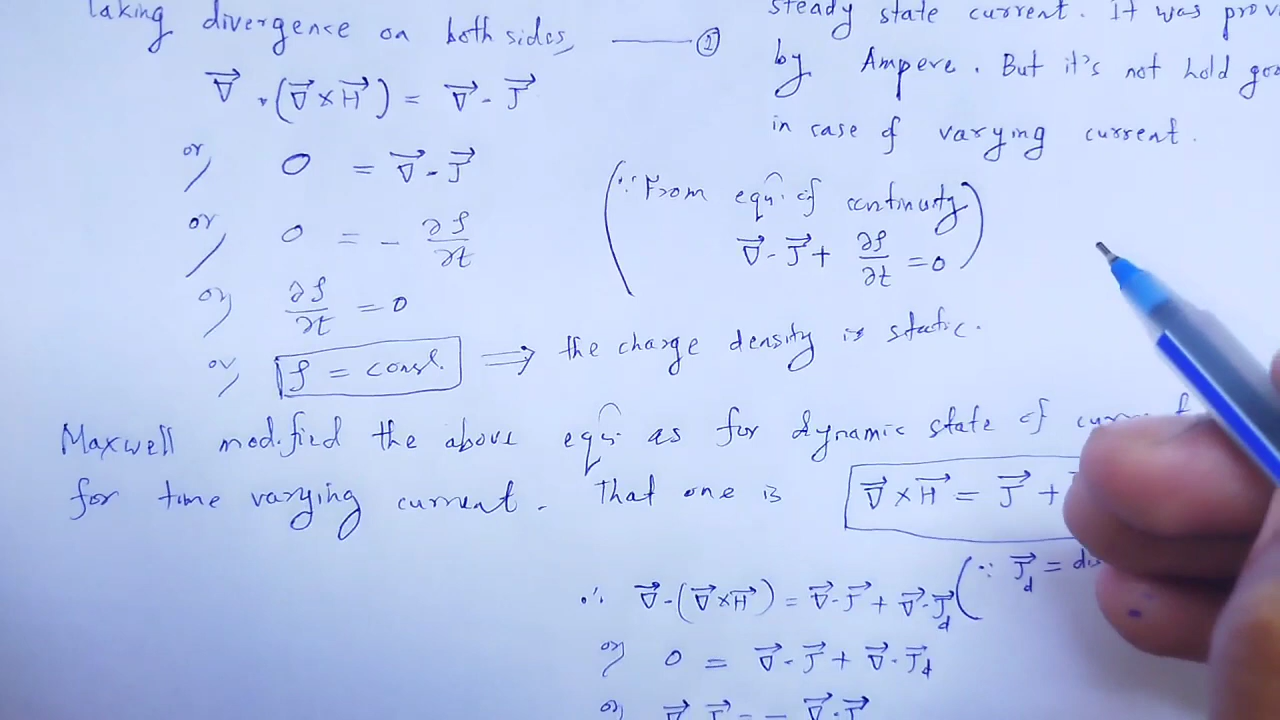 Taking divergence on both sides, —— ②
steady state current. It was
by Ampere. But it's not hold
in case of varying current.
∇⃗ · (∇⃗ × H⃗) = ∇⃗ · J⃗
or, 0 = ∇⃗ · J⃗
(∵ From eqn. of continuity
∇⃗ · J⃗ + ∂ρ/∂t = 0)
or, 0 = - ∂ρ/∂t
or, ∂ρ/∂t = 0
or, ρ = const. ⇒ the charge density is static.
Maxwell modified the above eqn. as for dynamic state of
for time varying current. That one is ∇⃗ × H⃗ = J⃗ +
(∵ J⃗d =
∴ ∇⃗ · (∇⃗ × H⃗) = ∇⃗ · J⃗ + ∇⃗ · J⃗d
or, 0 = ∇⃗ · J⃗ + ∇⃗ · J⃗d
or, ∇⃗ · J⃗ = - ∇⃗ · J⃗